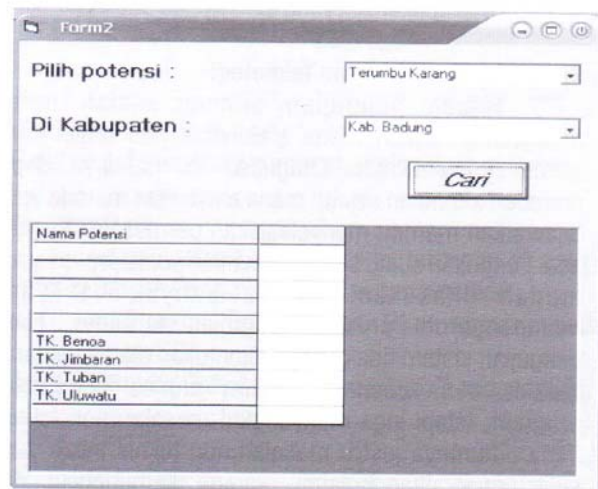 Form2
Pilih potensi : Terumbu Karang
Di Kabupaten : Kab. Badung
Cari
Nama Potensi
TK. Benoa
TK. Jimbaran
TK. Tuban
TK. Uluwatu